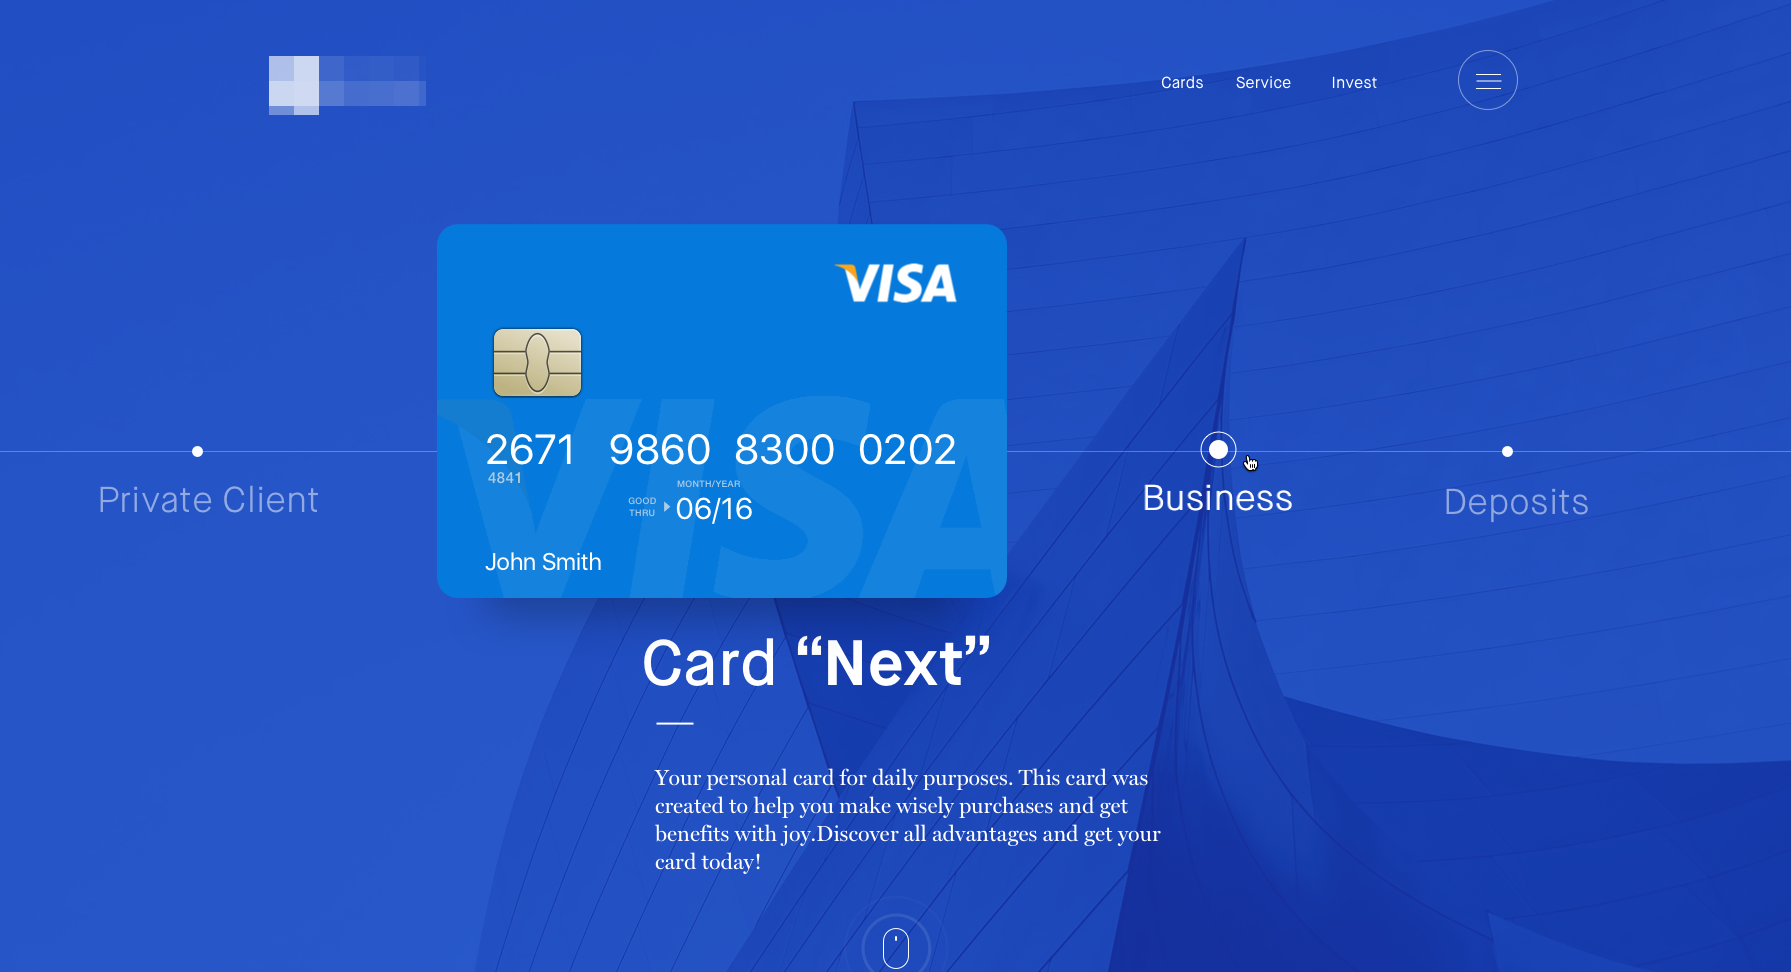 Cards Service Invest
VISA
VISA
2671 9860 8300 0202
4841
MONTH/YEAR
GOOD
THRU
06/16
John Smith
Private Client
Business
Deposits
Card “Next”
Your personal card for daily purposes. This card was
created to help you make wisely purchases and get
benefits with joy.Discover all advantages and get your
card today!